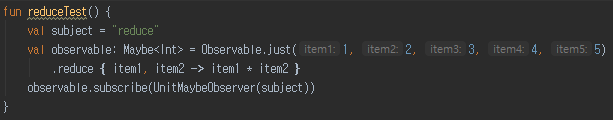 fun reduceTest() {
    val subject = "reduce"
    val observable: Maybe<Int> = Observable.just( item1: 1, item2: 2, item3: 3, item4: 4, item5: 5)
        .reduce { item1, item2 -> item1 * item2 }
    observable.subscribe(UnitMaybeObserver(subject))
}